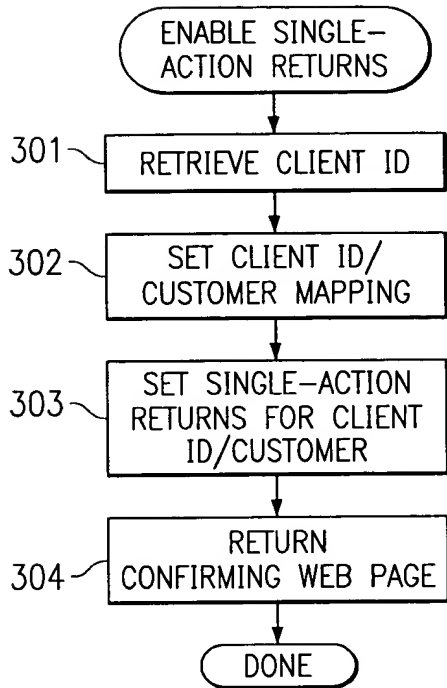 ENABLE SINGLE-
ACTION RETURNS
301
RETRIEVE CLIENT ID
302
SET CLIENT ID/
CUSTOMER MAPPING
303
SET SINGLE-ACTION
RETURNS FOR CLIENT
ID/CUSTOMER
304
RETURN
CONFIRMING WEB PAGE
DONE